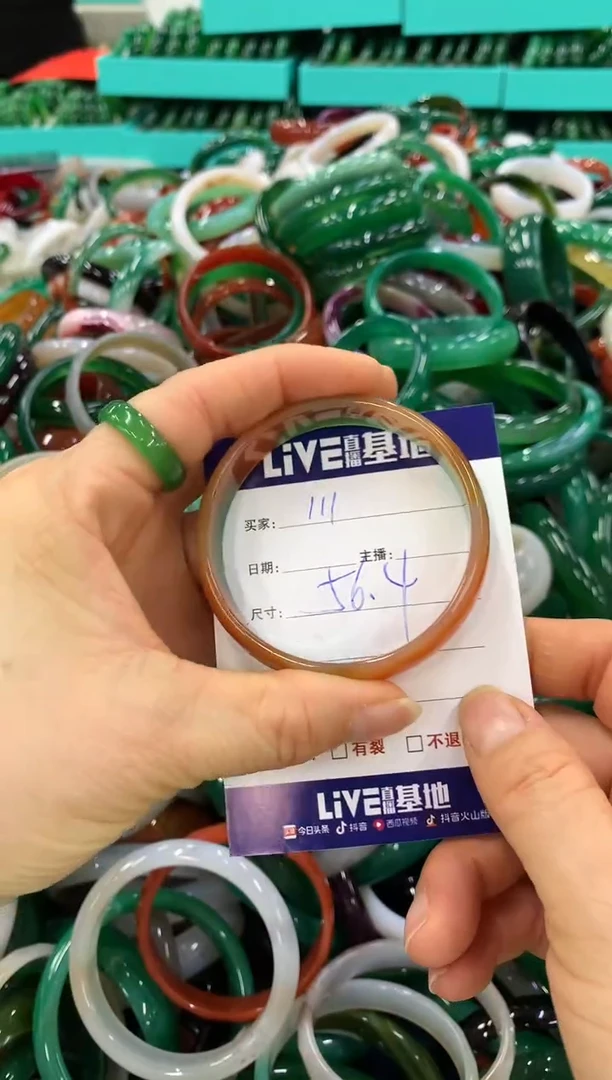 LiVE直播基地
买家: 111
日期: 主播:
尺寸: 56.4
有裂 不退
LiVE直播基地
今日头条 抖音 西瓜视频 抖音火山版